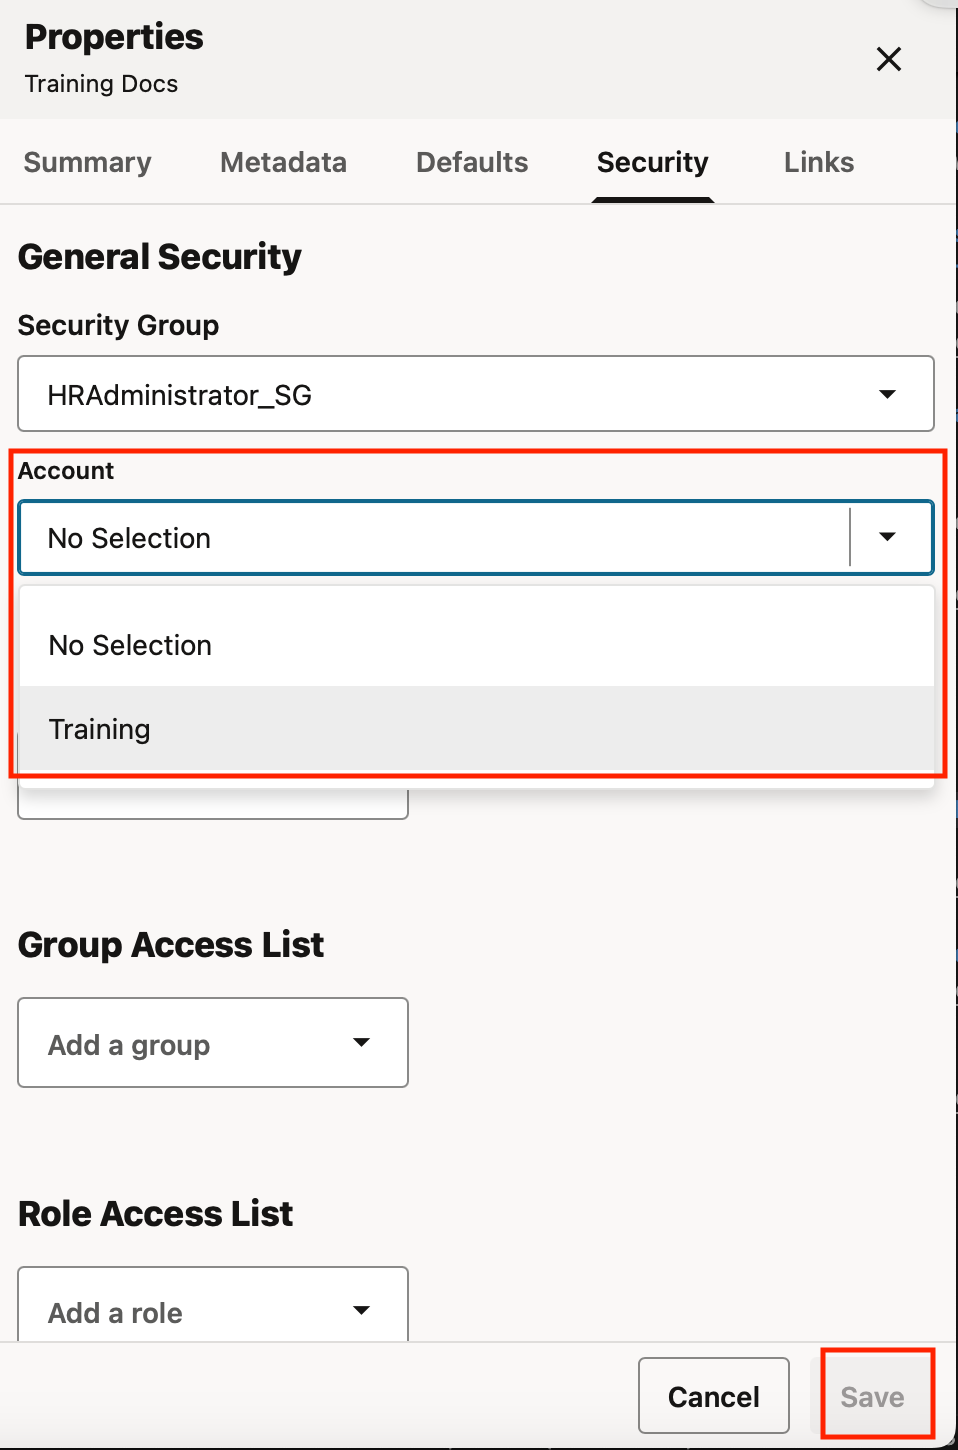 Properties
Training Docs
Summary Metadata Defaults Security Links
General Security
Security Group
HRAdministrator_SG
Account
No Selection
No Selection
Training
Group Access List
Add a group
Role Access List
Add a role
Cancel Save